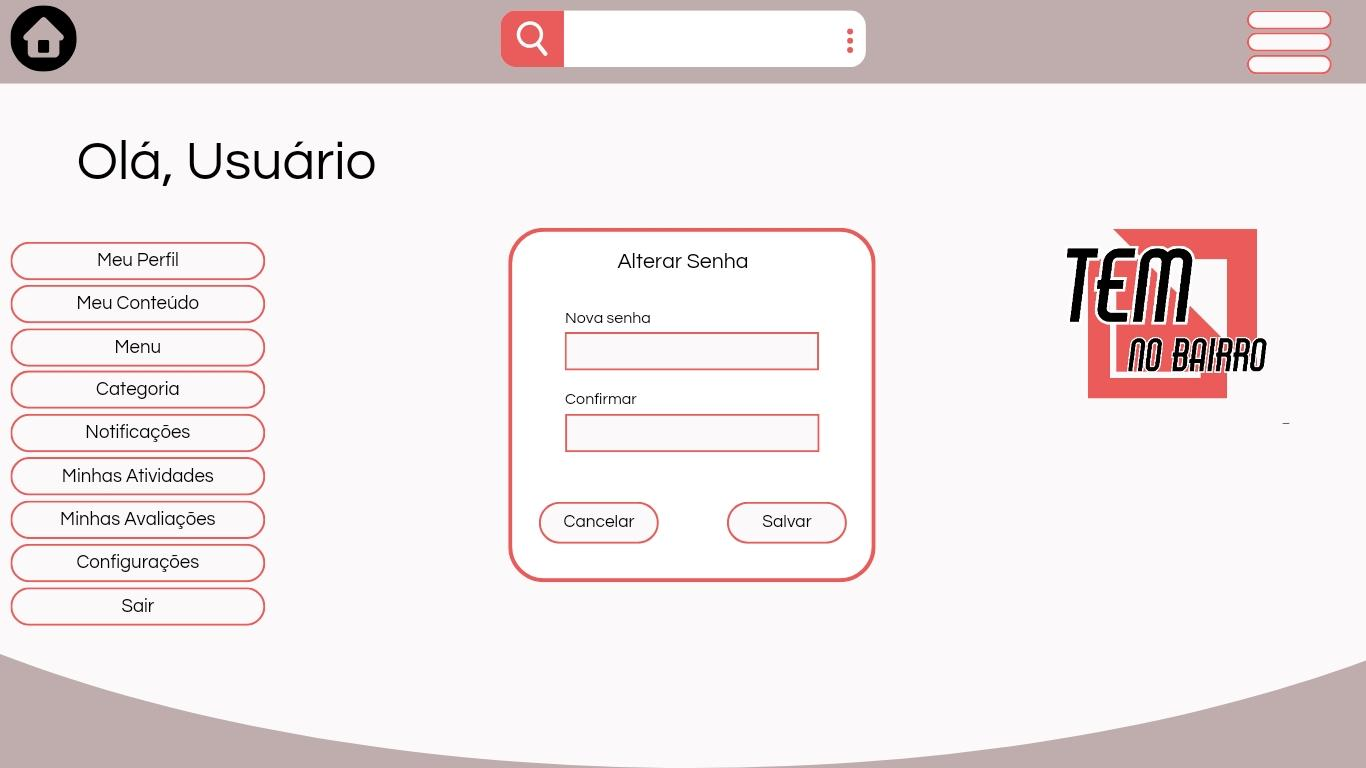 Olá, Usuário
Meu Perfil
Meu Conteúdo
Menu
Categoria
Notificações
Minhas Atividades
Minhas Avaliações
Configurações
Sair
Alterar Senha
Nova senha
Confirmar
Cancelar
Salvar
TEM
NO BAIRRO